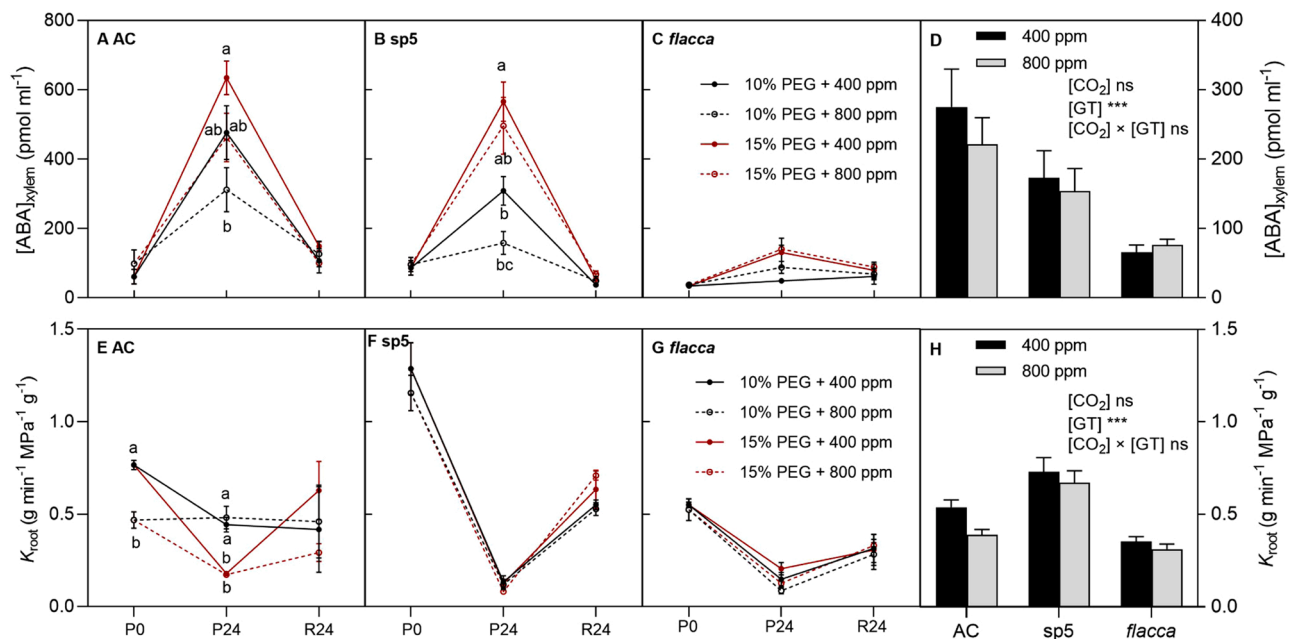 800
600
400
200
0
[ABA]xylem (pmol ml⁻¹)
A AC
a
ab
ab
b
B sp5
a
ab
b
bc
C flacca
10% PEG + 400 ppm
10% PEG + 800 ppm
15% PEG + 400 ppm
15% PEG + 800 ppm
D
400 ppm
800 ppm
[CO₂] ns
[GT] ***
[CO₂] × [GT] ns
400
300
200
100
0
[ABA]xylem (pmol ml⁻¹)
1.5
1.0
0.5
0.0
Kroot (g min⁻¹ MPa⁻¹ g⁻¹)
E AC
a
b
a
a
b
b
P0 P24 R24
F sp5
P0 P24 R24
G flacca
10% PEG + 400 ppm
10% PEG + 800 ppm
15% PEG + 400 ppm
15% PEG + 800 ppm
P0 P24 R24
H
400 ppm
800 ppm
[CO₂] ns
[GT] ***
[CO₂] × [GT] ns
AC sp5 flacca
1.5
1.0
0.5
0.0
Kroot (g min⁻¹ MPa⁻¹ g⁻¹)